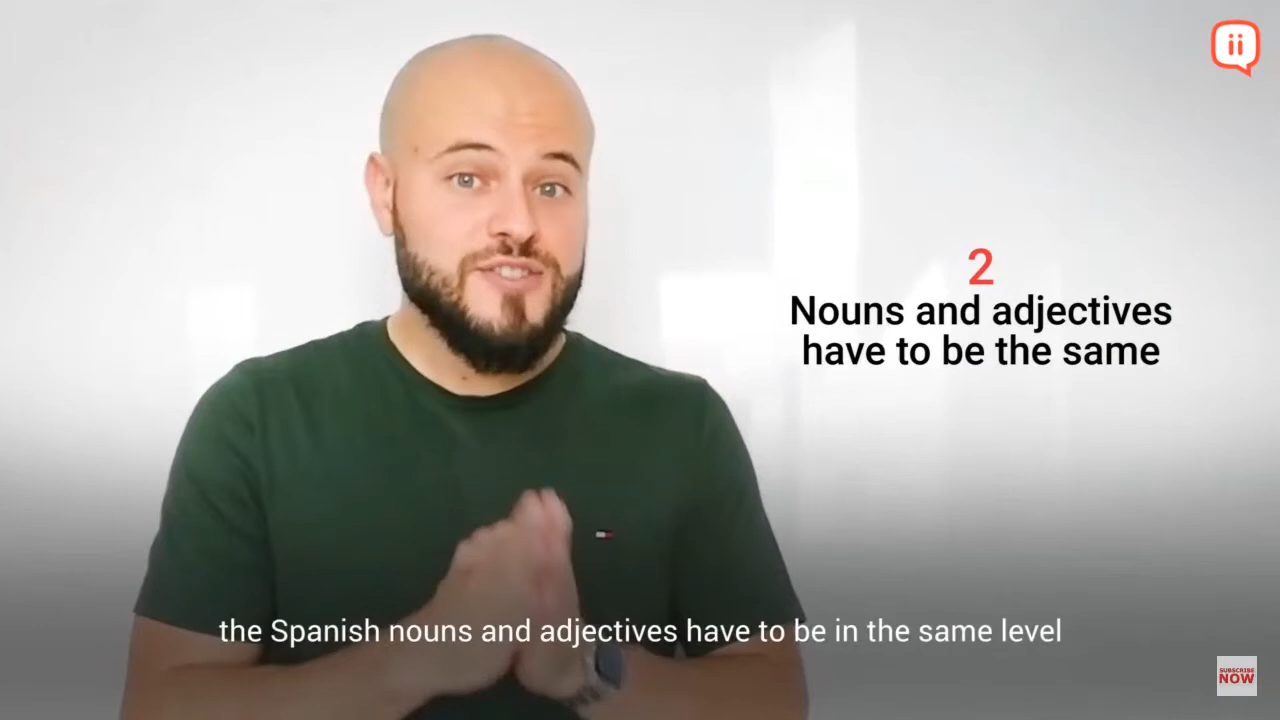 2
Nouns and adjectives
have to be the same
the Spanish nouns and adjectives have to be in the same level
SUBSCRIBE
NOW